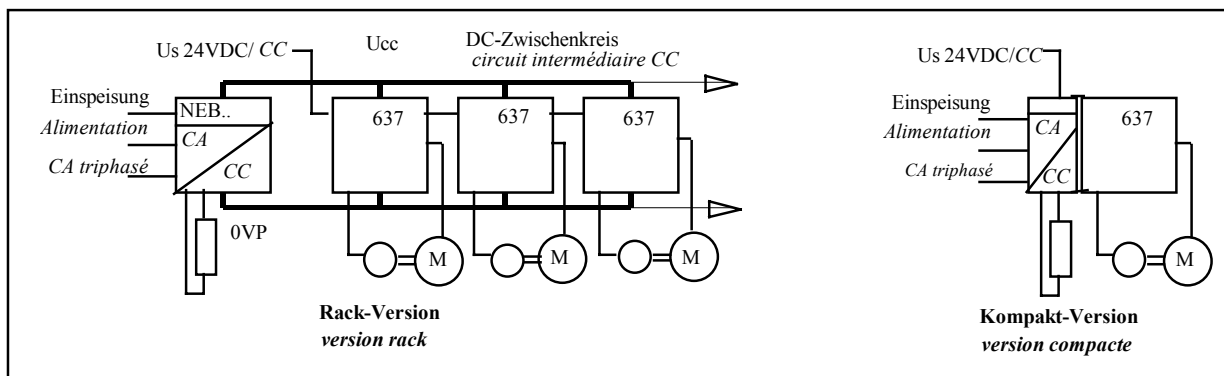 Us 24VDC/ CC
Ucc
DC-Zwischenkreis
circuit intermédiaire CC
Einspeisung
Alimentation
CA triphasé
NEB..
CA
CC
637
637
637
0VP
M
M
M
Rack-Version
version rack
Us 24VDC/CC
Einspeisung
Alimentation
CA triphasé
CA
CC
637
M
Kompakt-Version
version compacte